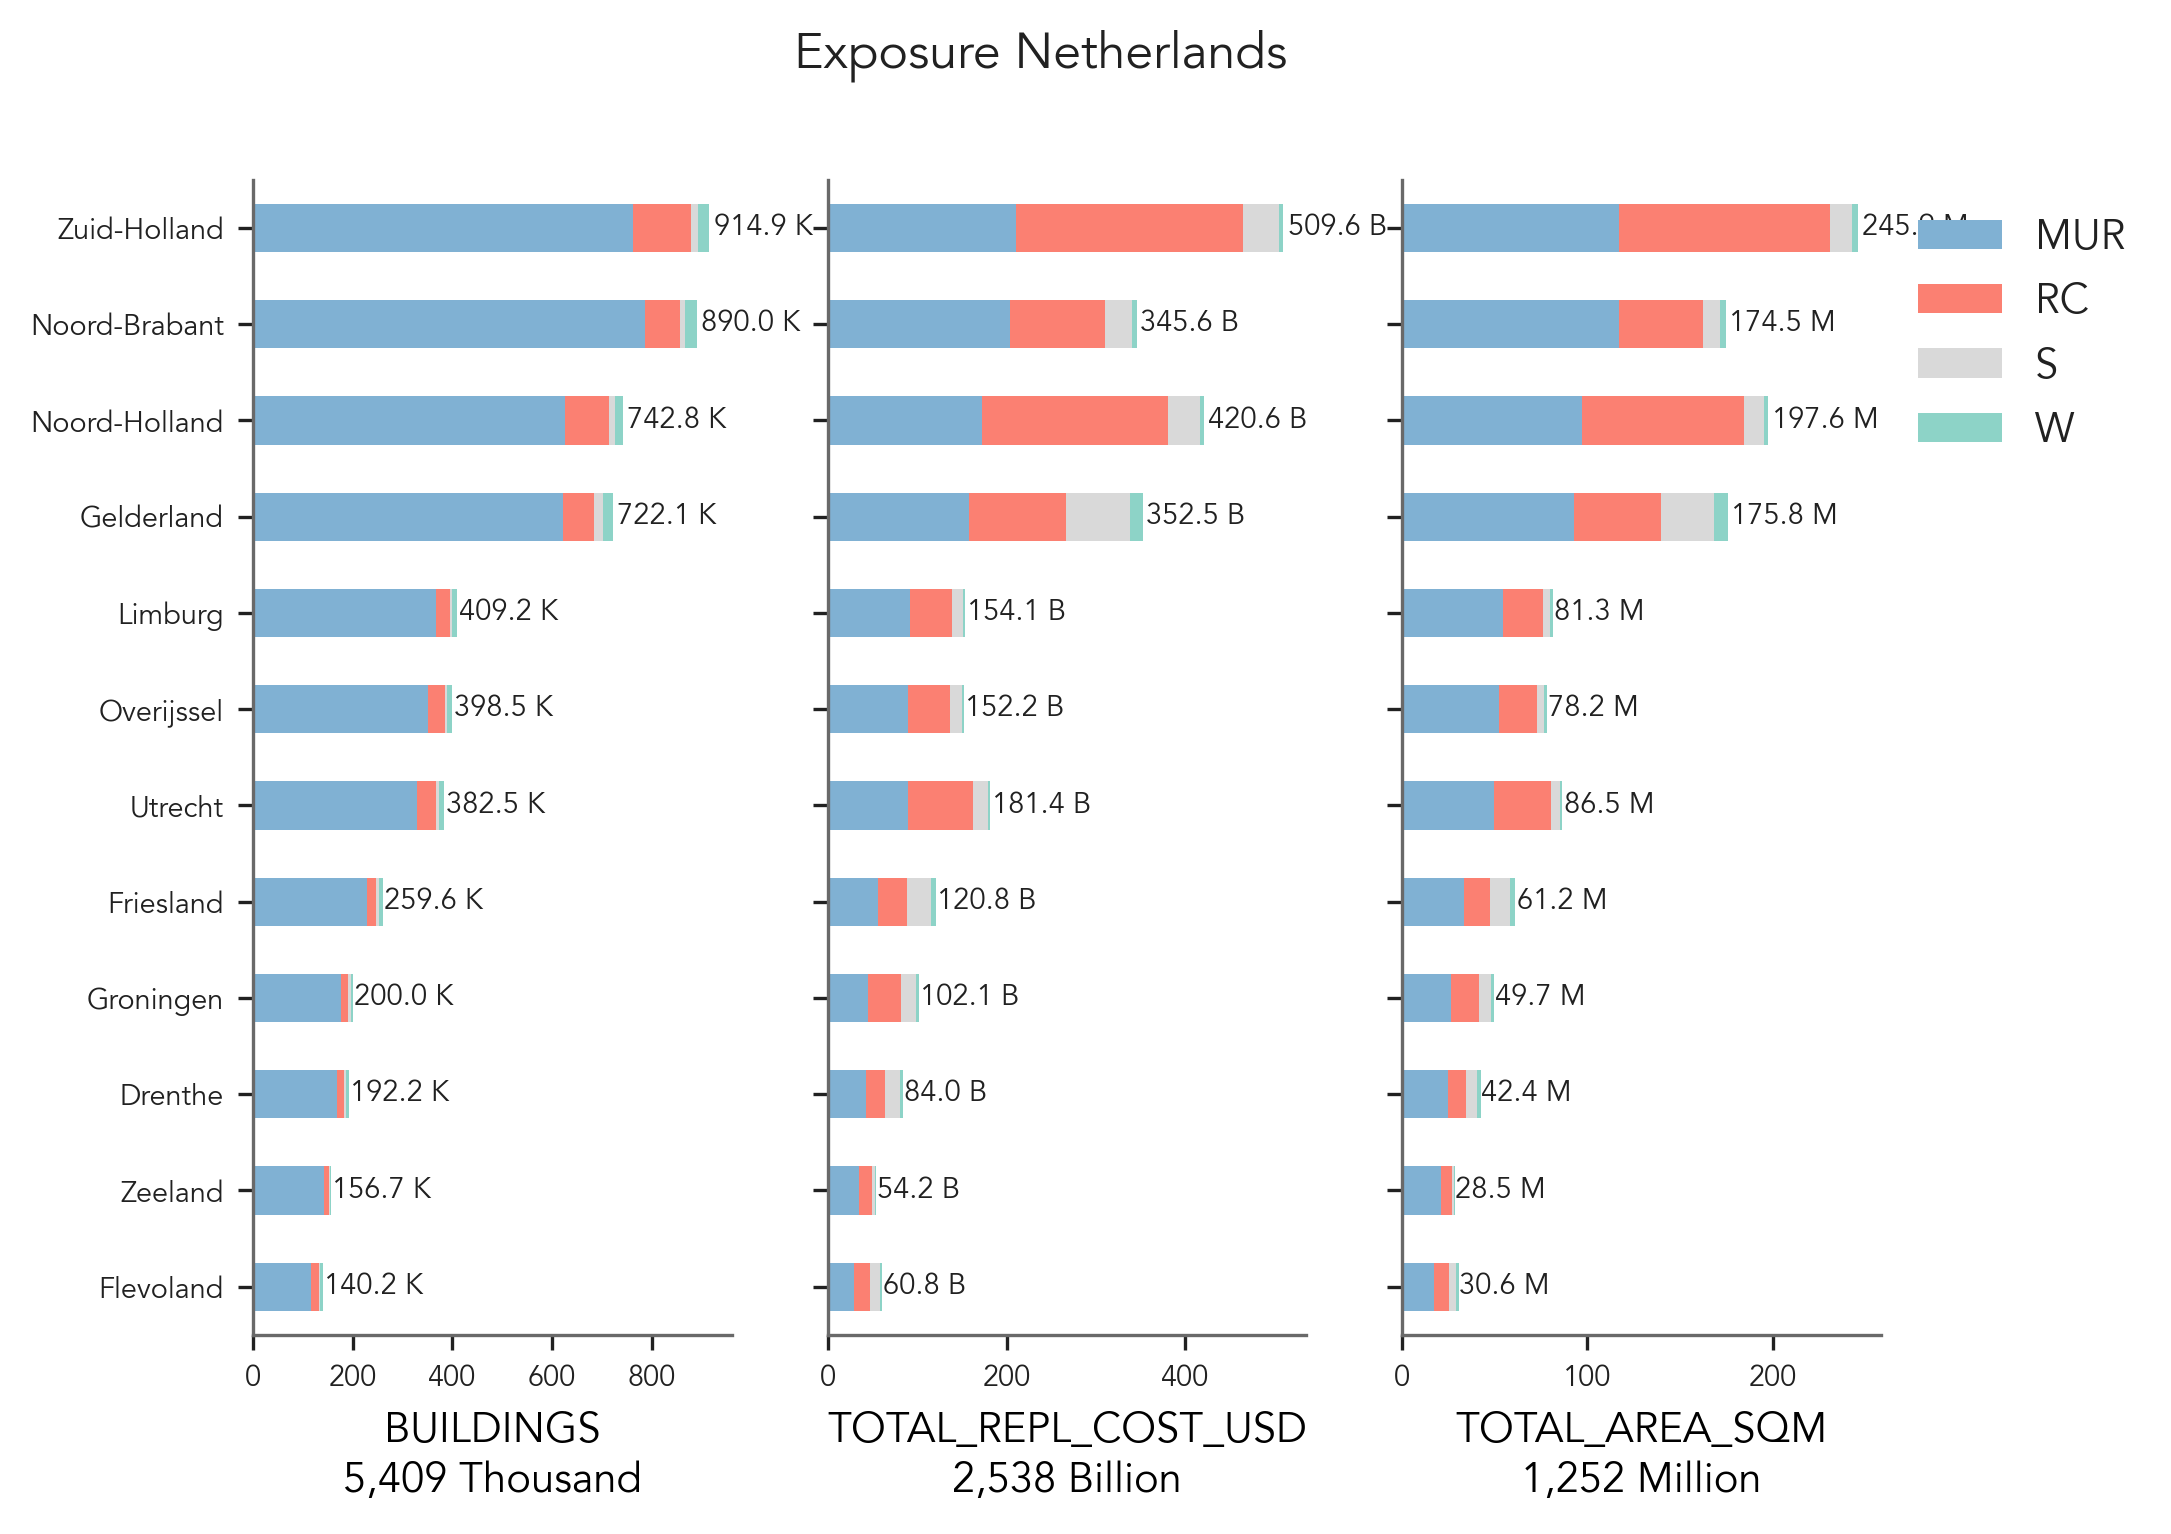 Exposure Netherlands
Zuid-Holland
Noord-Brabant
Noord-Holland
Gelderland
Limburg
Overijssel
Utrecht
Friesland
Groningen
Drenthe
Zeeland
Flevoland
914.9 K
890.0 K
742.8 K
722.1 K
409.2 K
398.5 K
382.5 K
259.6 K
200.0 K
192.2 K
156.7 K
140.2 K
0 200 400 600 800
BUILDINGS
5,409 Thousand
509.6 B
345.6 B
420.6 B
352.5 B
154.1 B
152.2 B
181.4 B
120.8 B
102.1 B
84.0 B
54.2 B
60.8 B
0 200 400
TOTAL_REPL_COST_USD
2,538 Billion
174.5 M
197.6 M
175.8 M
81.3 M
78.2 M
86.5 M
61.2 M
49.7 M
42.4 M
28.5 M
30.6 M
0 100 200
TOTAL_AREA_SQM
1,252 Million
MUR
RC
S
W